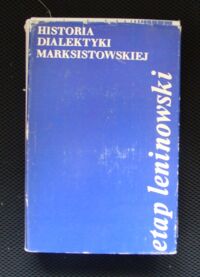 HISTORIA
DIALEKTYKI
MARKSISTOWSKIEJ
etap leninowski